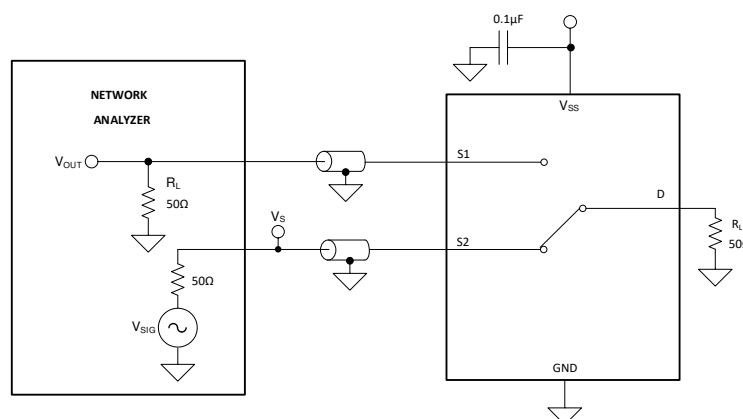 0.1µF
NETWORK
ANALYZER
VSS
VOUT
S1
RL
50Ω
VS
D
S2
RL
50Ω
VSIG
GND